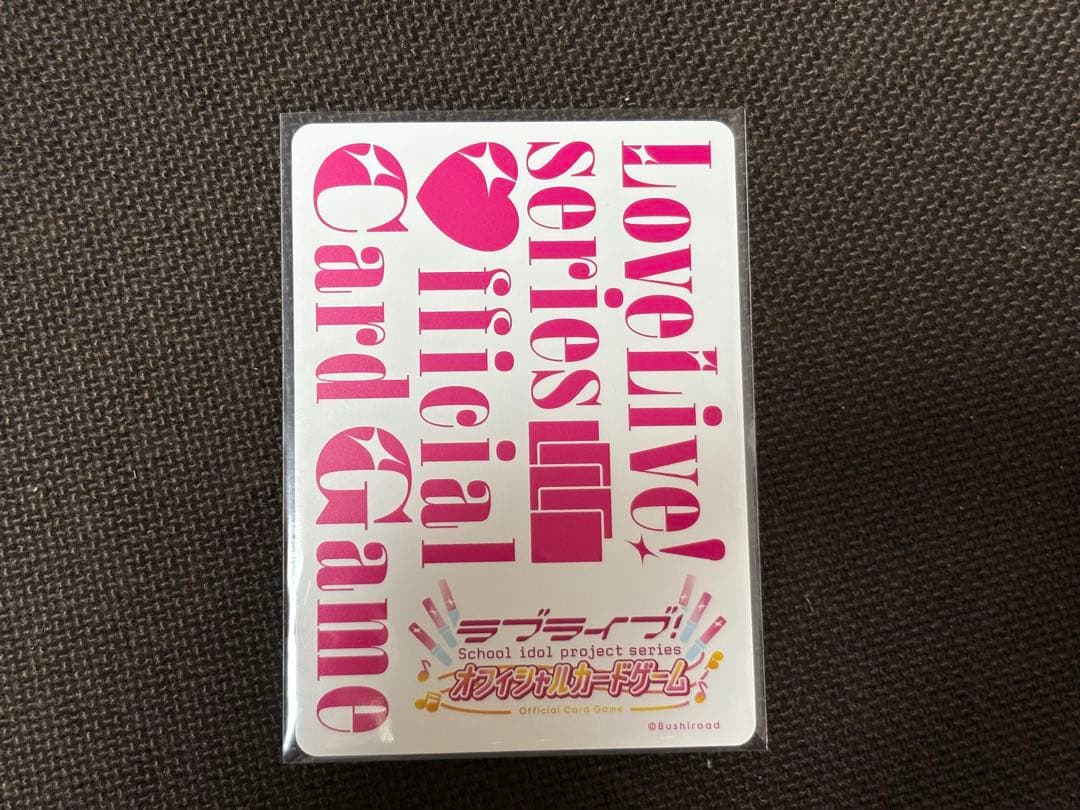 LoveLive!
series
Official
Card Game
ラブライブ!
School idol project series
オフィシャルカードゲーム
Official Card Game
©Bushiroad